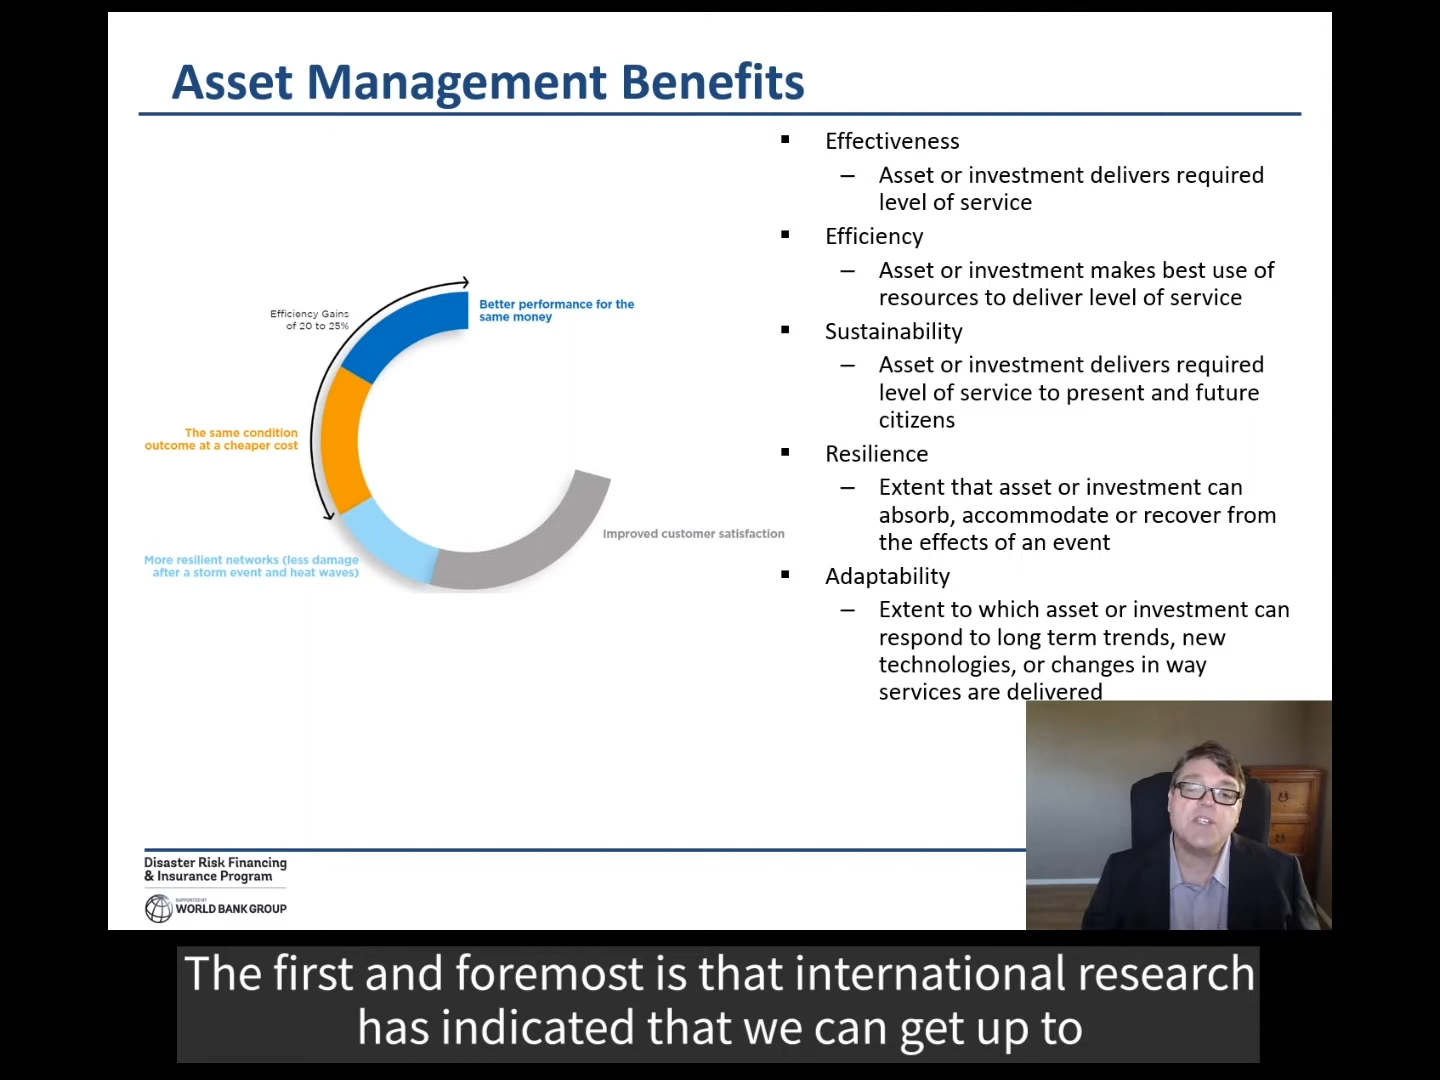 Asset Management Benefits
Efficiency Gains
of 20 to 25%
Better performance for the
same money
The same condition
outcome at a cheaper cost
More resilient networks (less damage
after a storm event and heat waves)
Improved customer satisfaction
▪ Effectiveness
– Asset or investment delivers required
level of service
▪ Efficiency
– Asset or investment makes best use of
resources to deliver level of service
▪ Sustainability
– Asset or investment delivers required
level of service to present and future
citizens
▪ Resilience
– Extent that asset or investment can
absorb, accommodate or recover from
the effects of an event
▪ Adaptability
– Extent to which asset or investment can
respond to long term trends, new
technologies, or changes in way
services are delivered
Disaster Risk Financing
& Insurance Program
SUPPORTED BY
WORLD BANK GROUP
The first and foremost is that international research
has indicated that we can get up to